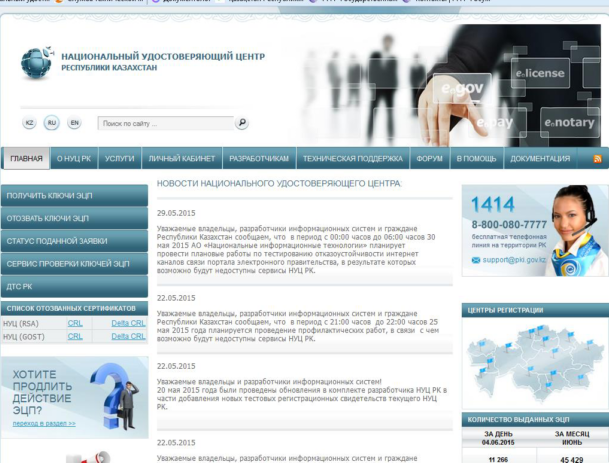 НАЦИОНАЛЬНЫЙ УДОСТОВЕРЯЮЩИЙ ЦЕНТР
РЕСПУБЛИКИ КАЗАХСТАН
e-gov
e-license
e-pay
e-notary
KZ
RU
EN
Поиск по сайту ...
ГЛАВНАЯ
О НУЦ РК
УСЛУГИ
ЛИЧНЫЙ КАБИНЕТ
РАЗРАБОТЧИКАМ
ТЕХНИЧЕСКАЯ ПОДДЕРЖКА
ФОРУМ
В ПОМОЩЬ
ДОКУМЕНТАЦИЯ
ПОЛУЧИТЬ КЛЮЧИ ЭЦП
ОТОЗВАТЬ КЛЮЧИ ЭЦП
СТАТУС ПОДАННОЙ ЗАЯВКИ
СЕРВИС ПРОВЕРКИ КЛЮЧЕЙ ЭЦП
ДТС РК
СПИСОК ОТОЗВАННЫХ СЕРТИФИКАТОВ
НУЦ (RSA) CRL Delta CRL
НУЦ (GOST) CRL Delta CRL
ХОТИТЕ
ПРОДЛИТЬ
ДЕЙСТВИЕ
ЭЦП?
переход в раздел >>
НОВОСТИ НАЦИОНАЛЬНОГО УДОСТОВЕРЯЮЩЕГО ЦЕНТРА:
29.05.2015
Уважаемые владельцы, разработчики информационных систем и граждане
Республики Казахстан сообщаем, что в период с 00:00 часов до 06:00 часов 30
мая 2015 АО «Национальные информационные технологии» планирует
провести плановые работы по тестированию отказоустойчивости интернет
каналов связи портала электронного правительства, в результате которых
возможно будут недоступны сервисы НУЦ РК.
22.05.2015
Уважаемые владельцы, разработчики информационных систем и граждане
Республики Казахстан сообщаем, что в период с 21:00 часов до 22:00 часов 25
мая 2015 года планируется проведение профилактических работ, в связи с чем
возможно будут недоступны сервисы НУЦ РК.
22.05.2015
Уважаемые владельцы и разработчики информационных систем!
20 мая 2015 года были проведены обновления в комплекте разработчика НУЦ РК в
части добавления новых тестовых регистрационных свидетельств текущего НУЦ
РК.
22.05.2015
Уважаемые владельцы, разработчики информационных систем и граждане
1414
8-800-080-7777
бесплатная телефонная
линия на территории РК
support@pki.gov.kz
ЦЕНТРЫ РЕГИСТРАЦИИ
КОЛИЧЕСТВО ВЫДАННЫХ ЭЦП
ЗА ДЕНЬ ЗА МЕСЯЦ
04.06.2015 ИЮНЬ
11 266 45 429